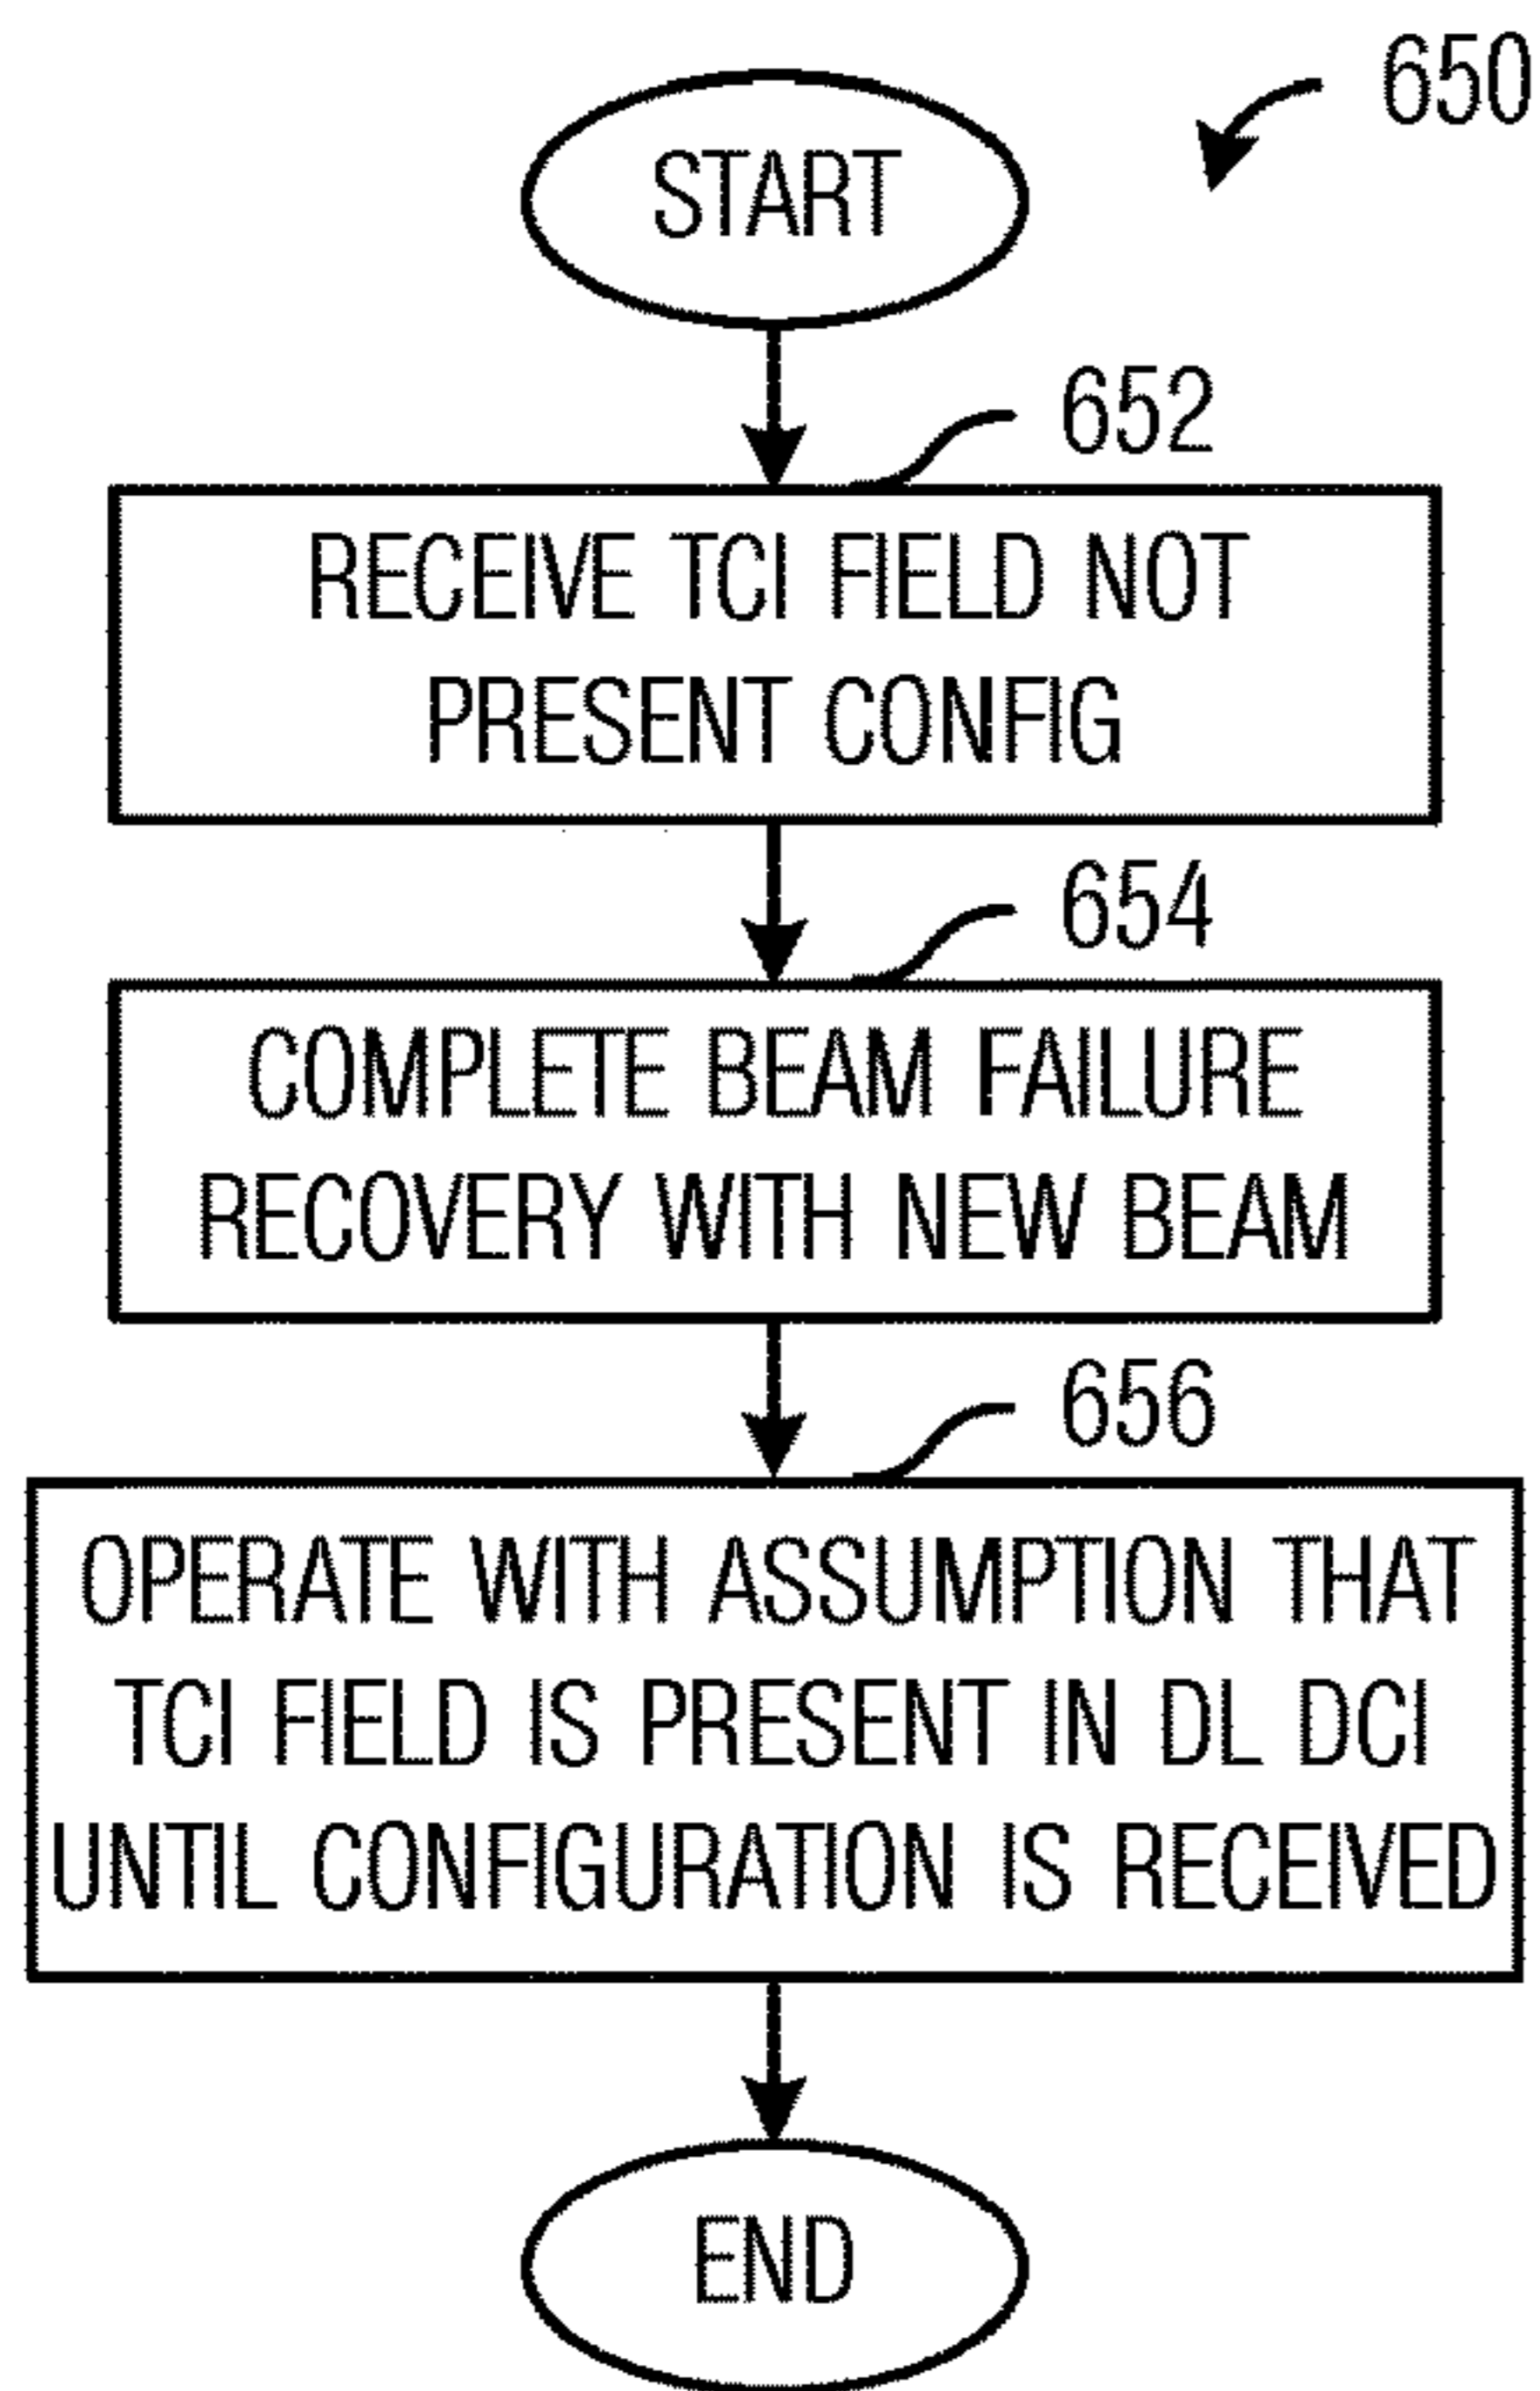 650
START
652
RECEIVE TCI FIELD NOT
PRESENT CONFIG
654
COMPLETE BEAM FAILURE
RECOVERY WITH NEW BEAM
656
OPERATE WITH ASSUMPTION THAT
TCI FIELD IS PRESENT IN DL DCI
UNTIL CONFIGURATION IS RECEIVED
END